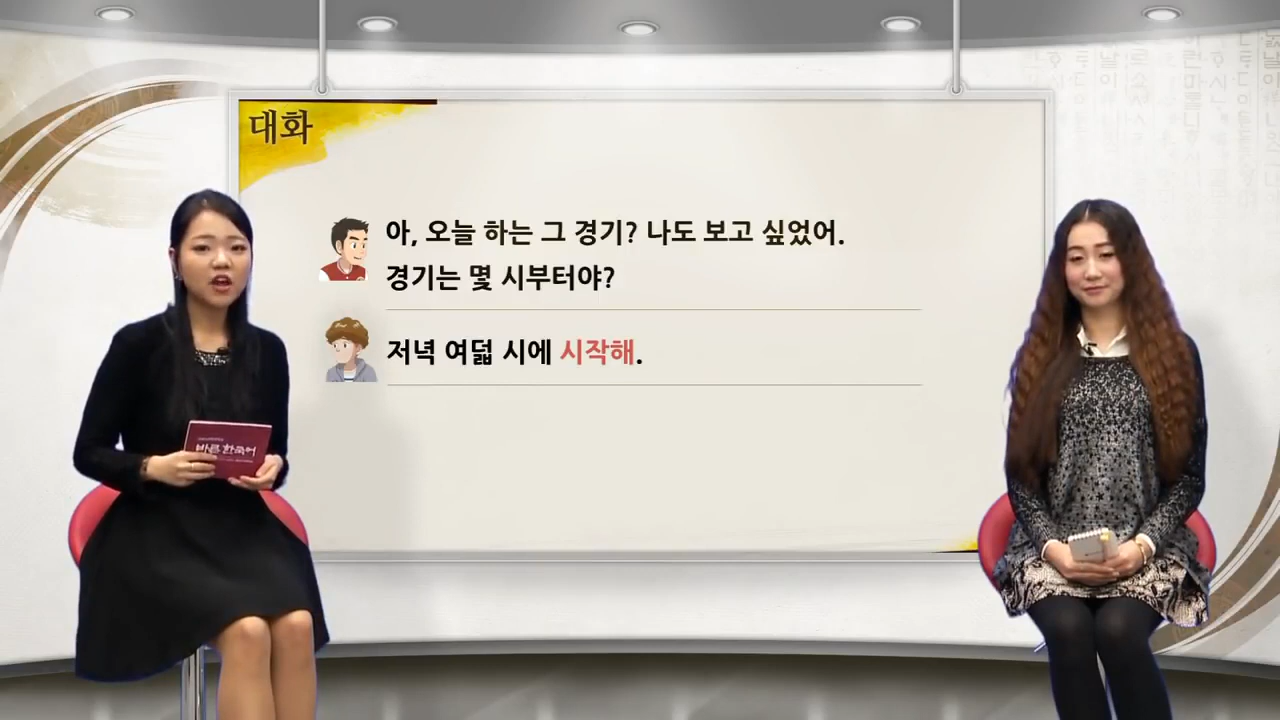 대화
아, 오늘 하는 그 경기? 나도 보고 싶었어.
경기는 몇 시부터야?
저녁 여덟 시에 시작해.
바른 한국어